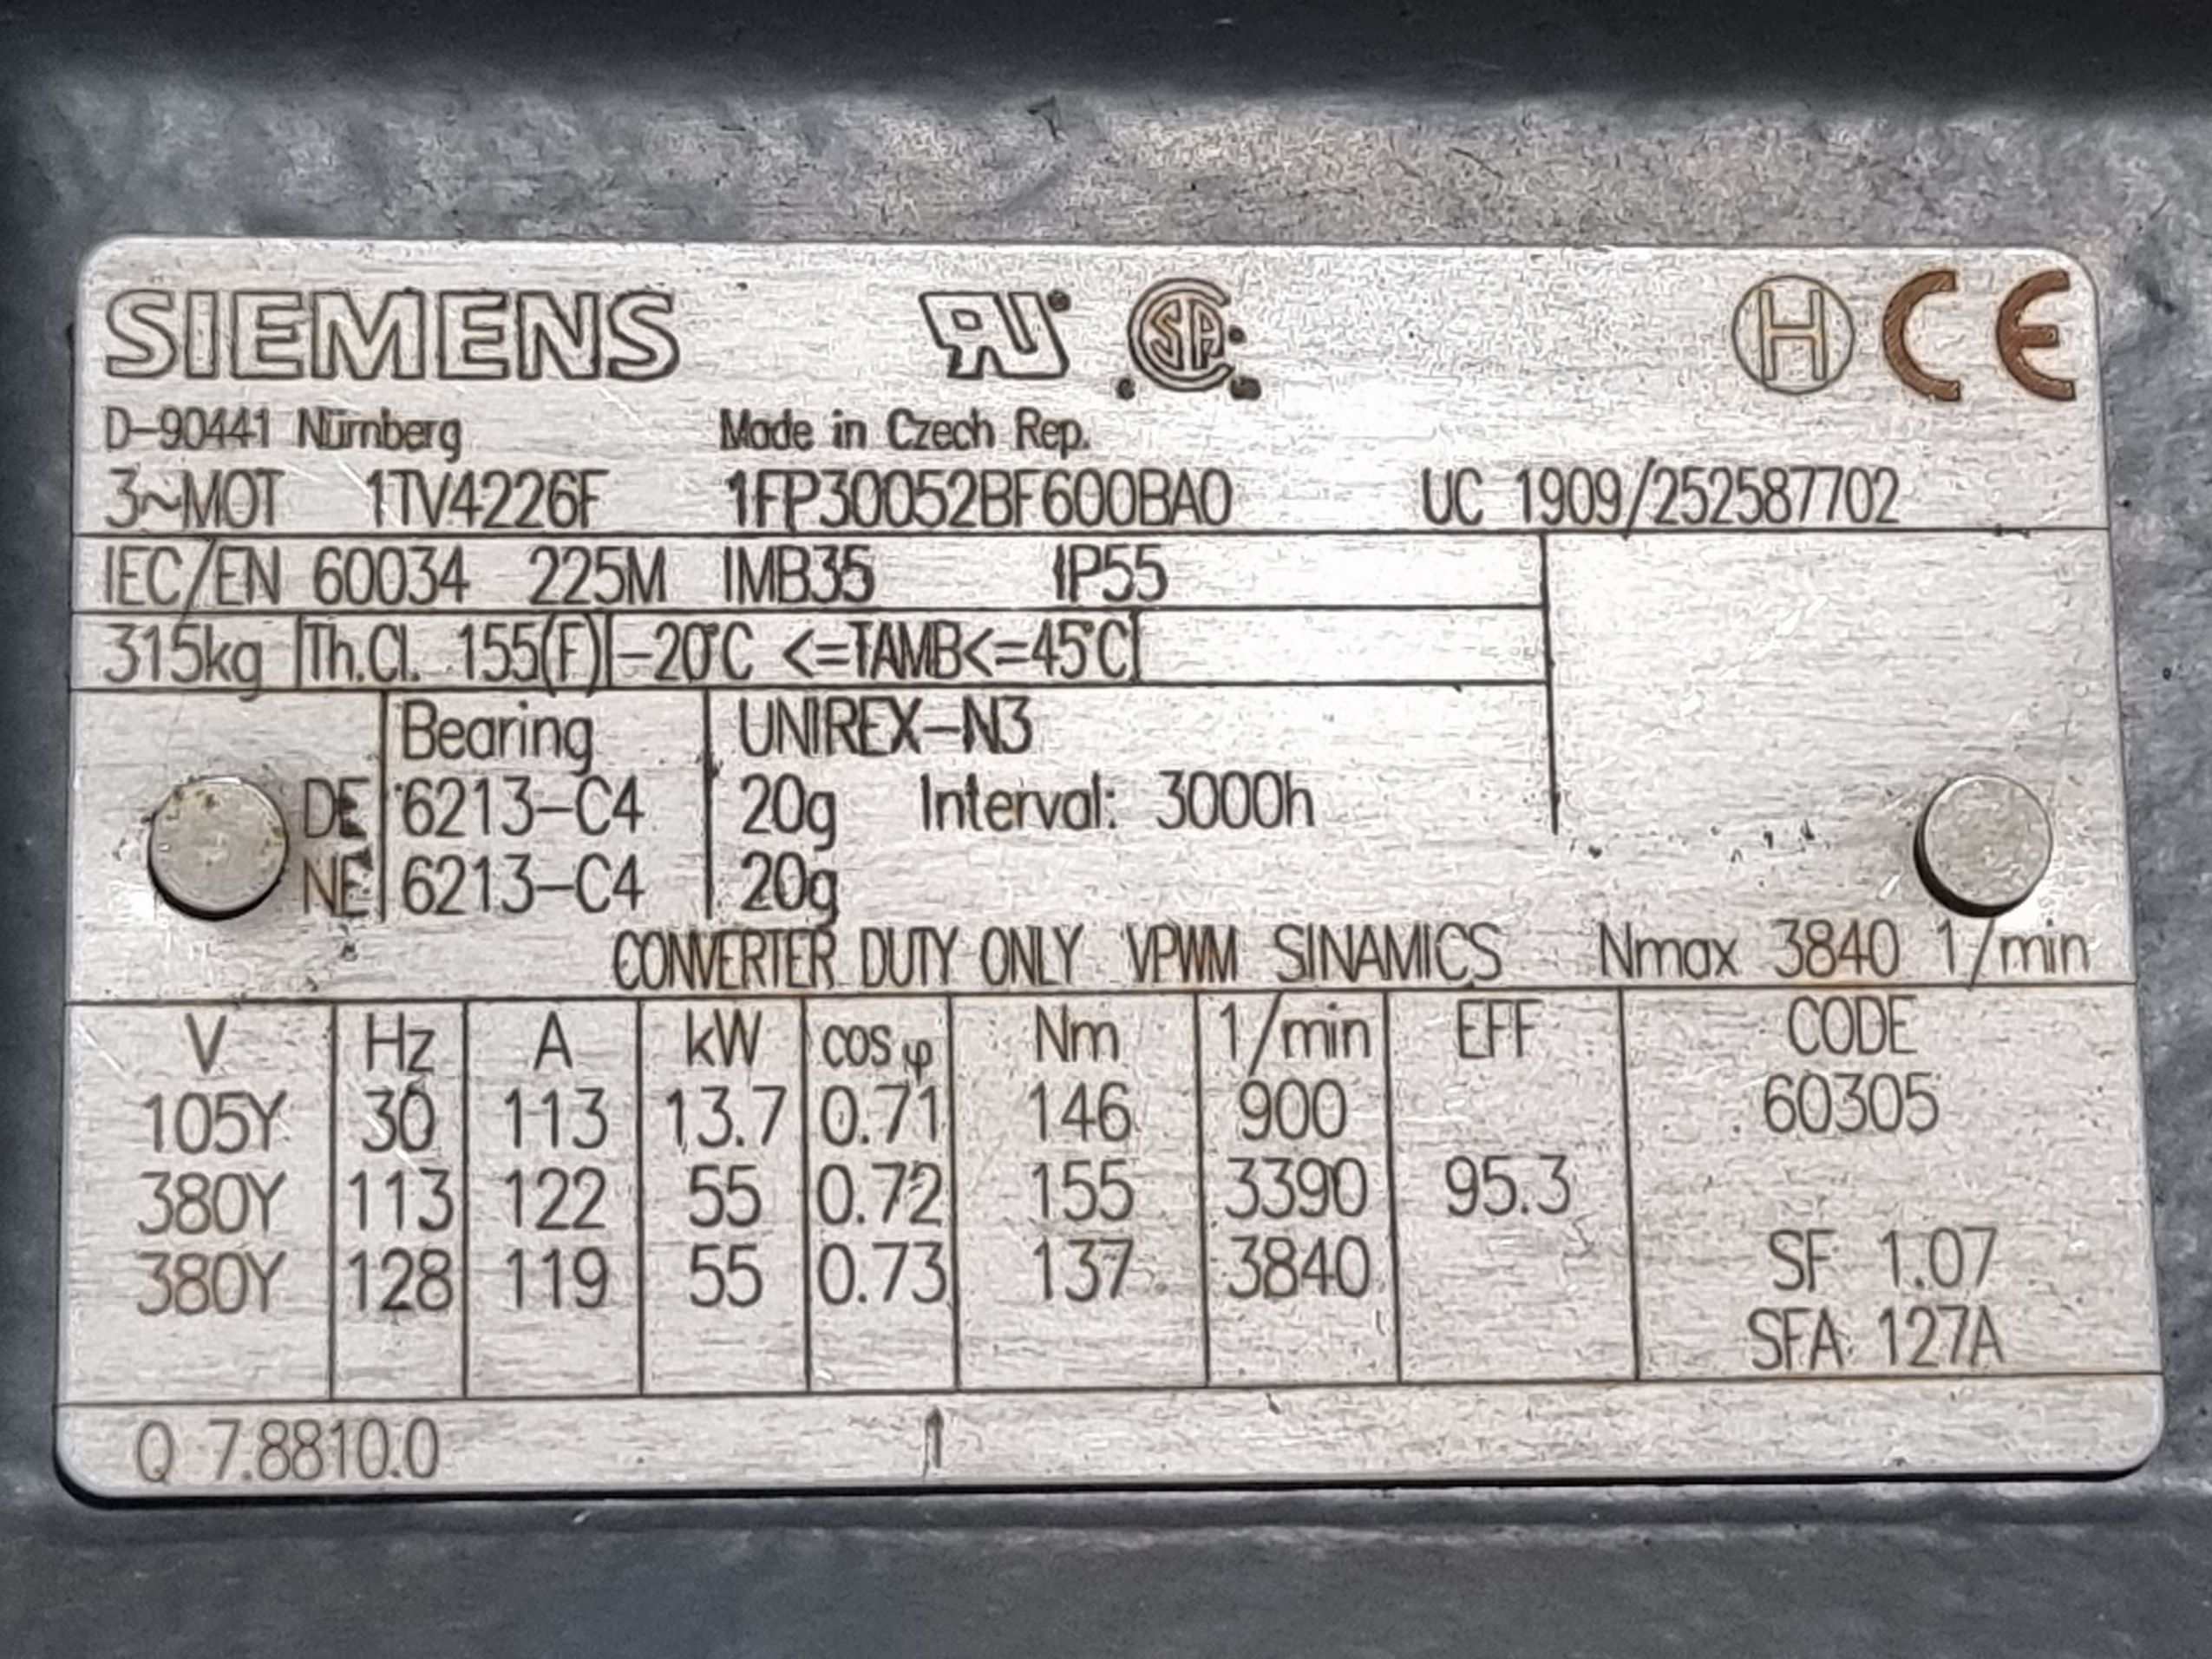 SIEMENS
D-90441 Nürnberg Made in Czech Rep.
3~MOT 1TV4226F 1FP30052BF600BA0 UC 1909/252587702
IEC/EN 60034 225M IMB35 IP55
315kg Th.Cl. 155(F) -20°C <=TAMB<=45°C
Bearing UNIREX-N3
DE 6213-C4 20g Interval: 3000h
NE 6213-C4 20g
CONVERTER DUTY ONLY VPWM SINAMICS Nmax 3840 1/min
V Hz A kW cos φ Nm 1/min EFF CODE
105Y 30 113 13.7 0.71 146 900 60305
380Y 113 122 55 0.72 155 3390 95.3
380Y 128 119 55 0.73 137 3840 SF 1.07
SFA 127A
Q 7.8810.0